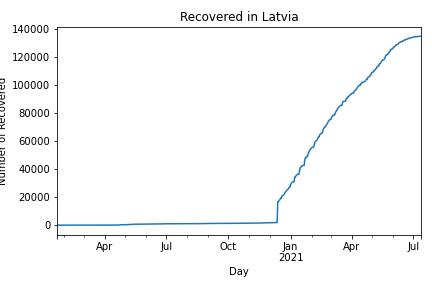 Recovered in Latvia
140000
120000
100000
80000
60000
40000
20000
0
Number of Recovered
Apr
Jul
Oct
Jan
2021
Apr
Jul
Day